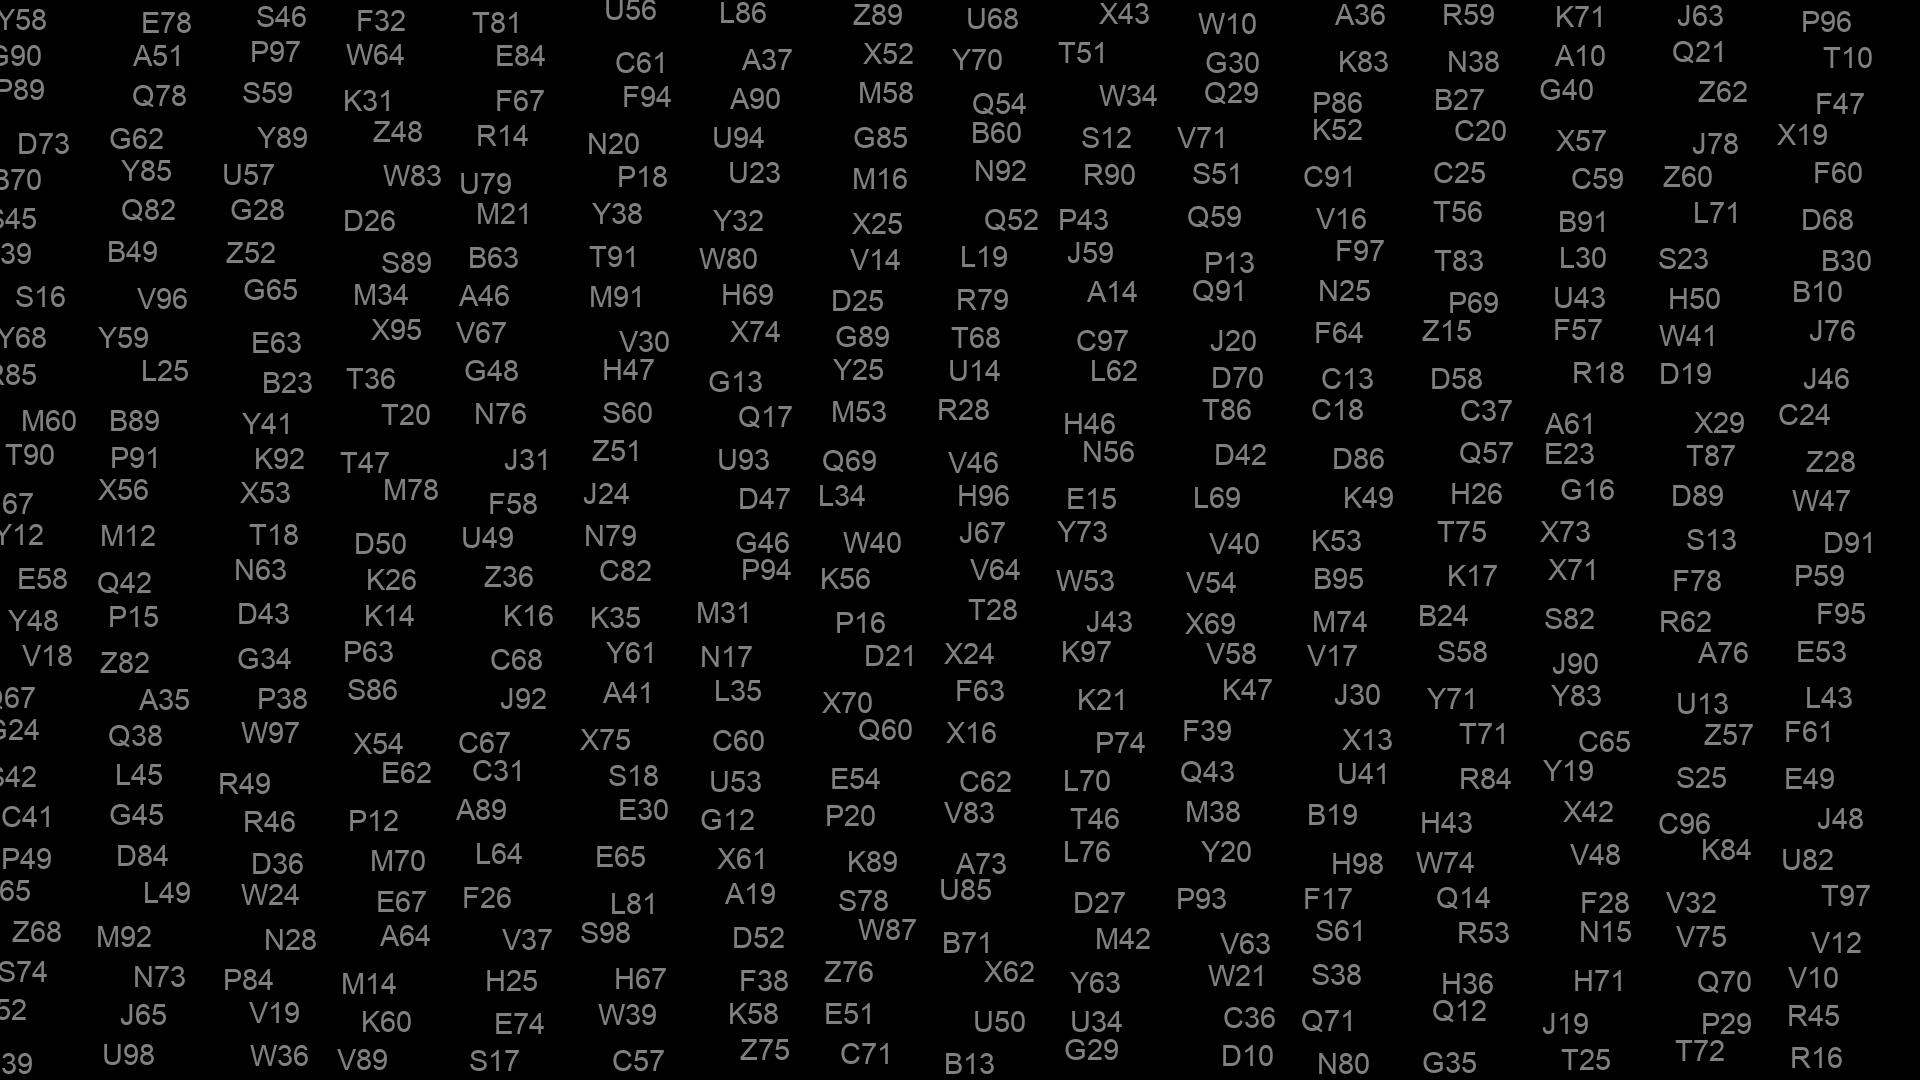 Y58 E78 S46 F32 T81 U56 L86 Z89 U68 X43 W10 A36 R59 K71 J63 P96
G90 A51 P97 W64 E84 C61 A37 X52 Y70 T51 G30 K83 N38 A10 Q21 T10
P89 Q78 S59 K31 F67 F94 A90 M58 Q54 W34 Q29 P86 B27 G40 Z62 F47
D73 G62 Y89 Z48 R14 N20 U94 G85 B60 S12 V71 K52 C20 X57 J78 X19
B70 Y85 U57 W83 U79 P18 U23 M16 N92 R90 S51 C91 C25 C59 Z60 F60
S45 Q82 G28 D26 M21 Y38 Y32 X25 Q52 P43 Q59 V16 T56 B91 L71 D68
39 B49 Z52 S89 B63 T91 W80 V14 L19 J59 P13 F97 T83 L30 S23 B30
S16 V96 G65 M34 A46 M91 H69 D25 R79 A14 Q91 N25 P69 U43 H50 B10
Y68 Y59 E63 X95 V67 V30 X74 G89 T68 C97 J20 F64 Z15 F57 W41 J76
R85 L25 B23 T36 G48 H47 G13 Y25 U14 L62 D70 C13 D58 R18 D19 J46
M60 B89 Y41 T20 N76 S60 Q17 M53 R28 H46 T86 C18 C37 A61 X29 C24
T90 P91 K92 T47 J31 Z51 U93 Q69 V46 N56 D42 D86 Q57 E23 T87 Z28
67 X56 X53 M78 F58 J24 D47 L34 H96 E15 L69 K49 H26 G16 D89 W47
Y12 M12 T18 D50 U49 N79 G46 W40 J67 Y73 V40 K53 T75 X73 S13 D91
E58 Q42 N63 K26 Z36 C82 P94 K56 V64 W53 V54 B95 K17 X71 F78 P59
Y48 P15 D43 K14 K16 K35 M31 P16 T28 J43 X69 M74 B24 S82 R62 F95
V18 Z82 G34 P63 C68 Y61 N17 D21 X24 K97 V58 V17 S58 J90 A76 E53
67 A35 P38 S86 J92 A41 L35 X70 F63 K21 K47 J30 Y71 Y83 U13 L43
G24 Q38 W97 X54 C67 X75 C60 Q60 X16 P74 F39 X13 T71 C65 Z57 F61
S42 L45 R49 E62 C31 S18 U53 E54 C62 L70 Q43 U41 R84 Y19 S25 E49
C41 G45 R46 P12 A89 E30 G12 P20 V83 T46 M38 B19 H43 X42 C96 J48
P49 D84 D36 M70 L64 E65 X61 K89 A73 L76 Y20 H98 W74 V48 K84 U82
65 L49 W24 E67 F26 L81 A19 S78 U85 D27 P93 F17 Q14 F28 V32 T97
Z68 M92 N28 A64 V37 S98 D52 W87 B71 M42 V63 S61 R53 N15 V75 V12
S74 N73 P84 M14 H25 H67 F38 Z76 X62 Y63 W21 S38 H36 H71 Q70 V10
52 J65 V19 K60 E74 W39 K58 E51 U50 U34 C36 Q71 Q12 J19 P29 R45
39 U98 W36 V89 S17 C57 Z75 C71 B13 G29 D10 N80 G35 T25 T72 R16